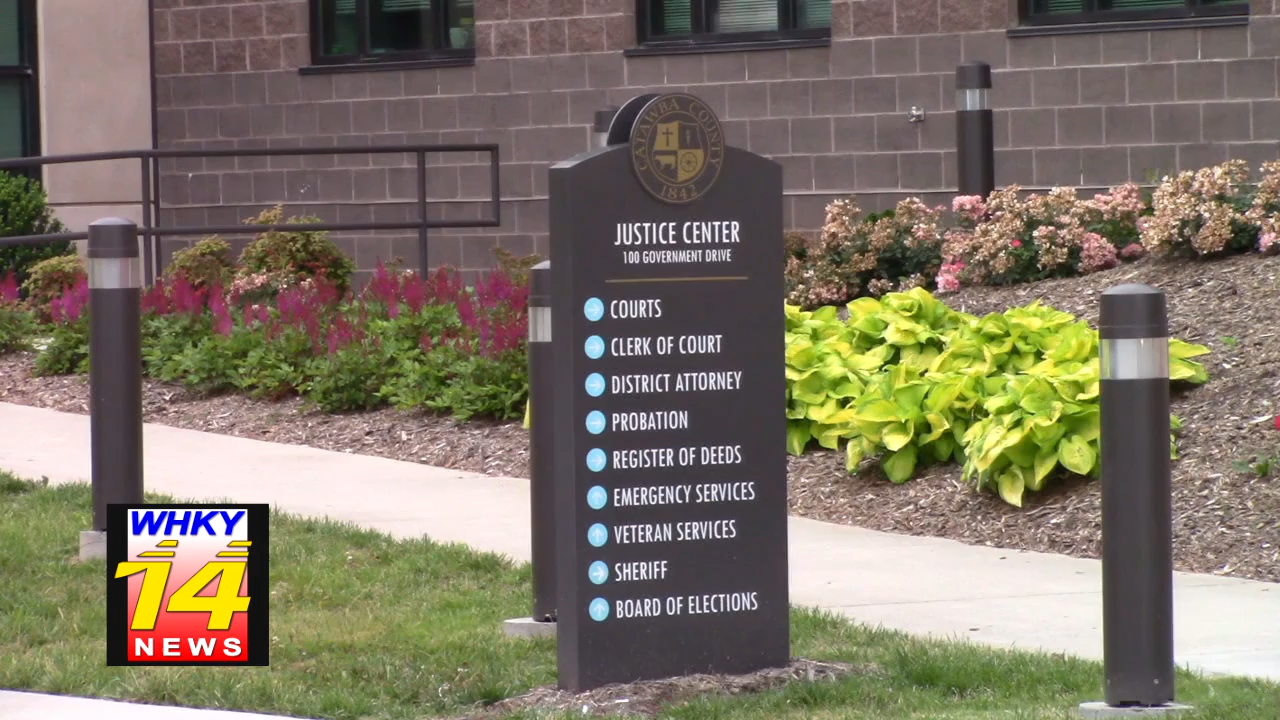 CATAWBA COUNTY
1842
JUSTICE CENTER
100 GOVERNMENT DRIVE
COURTS
CLERK OF COURT
DISTRICT ATTORNEY
PROBATION
REGISTER OF DEEDS
EMERGENCY SERVICES
VETERAN SERVICES
SHERIFF
BOARD OF ELECTIONS
WHKY
14
NEWS